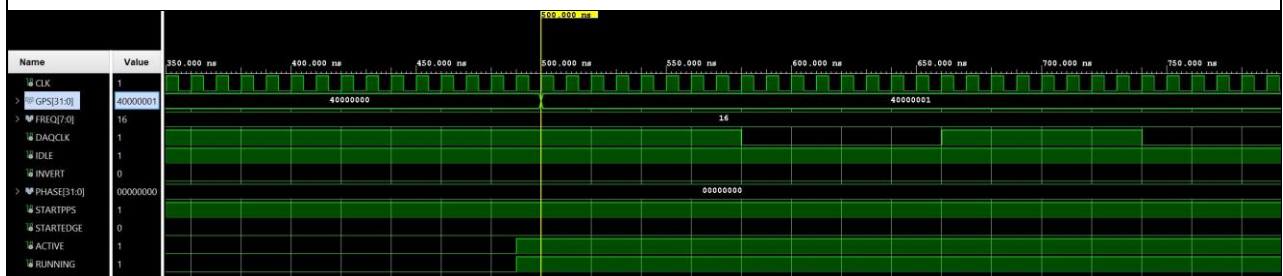 500.000 ns
Name Value 350.000 ns 400.000 ns 450.000 ns 500.000 ns 550.000 ns 600.000 ns 650.000 ns 700.000 ns 750.000 ns
CLK 1
GPS[31:0] 40000001 40000000 40000001
FREQ[7:0] 16 16
DAQCLK 1
IDLE 1
INVERT 0
PHASE[31:0] 00000000 00000000
STARTPPS 1
STARTEDGE 0
ACTIVE 1
RUNNING 1